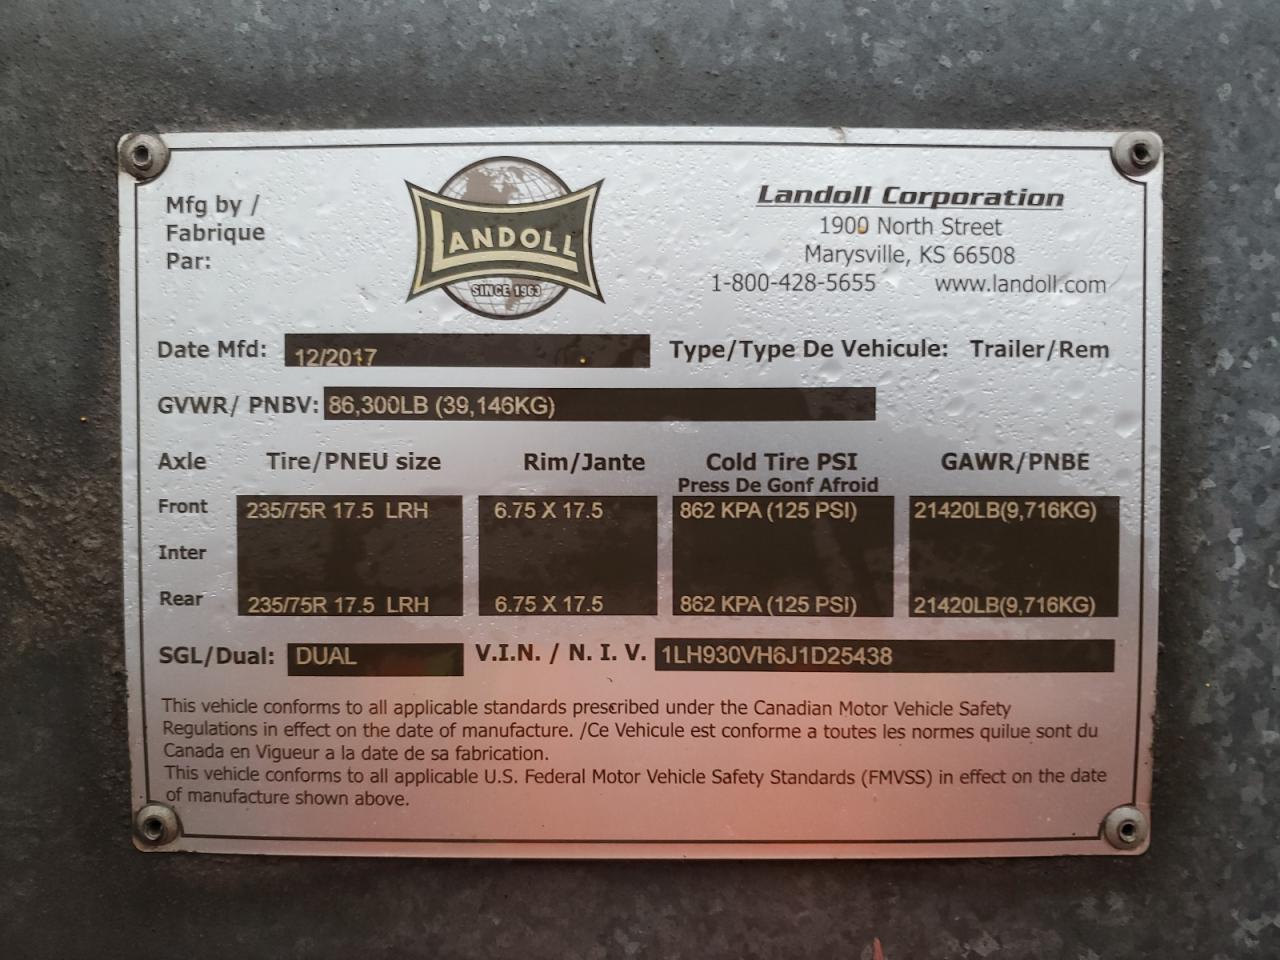 Mfg by /
Fabrique
Par:
LANDOLL
SINCE 1963
Landoll Corporation
1900 North Street
Marysville, KS 66508
1-800-428-5655 www.landoll.com
Date Mfd: 12/2017 Type/Type De Vehicule: Trailer/Rem
GVWR/ PNBV: 86,300LB (39,146KG)
Axle Tire/PNEU size Rim/Jante Cold Tire PSI GAWR/PNBE
Press De Gonf Afroid
Front 235/75R 17.5 LRH 6.75 X 17.5 862 KPA (125 PSI) 21420LB(9,716KG)
Inter
Rear 235/75R 17.5 LRH 6.75 X 17.5 862 KPA (125 PSI) 21420LB(9,716KG)
SGL/Dual: DUAL V.I.N. / N. I. V. 1LH930VH6J1D25438
This vehicle conforms to all applicable standards prescribed under the Canadian Motor Vehicle Safety
Regulations in effect on the date of manufacture. /Ce Vehicule est conforme a toutes les normes quilue sont du
Canada en Vigueur a la date de sa fabrication.
This vehicle conforms to all applicable U.S. Federal Motor Vehicle Safety Standards (FMVSS) in effect on the date
of manufacture shown above.